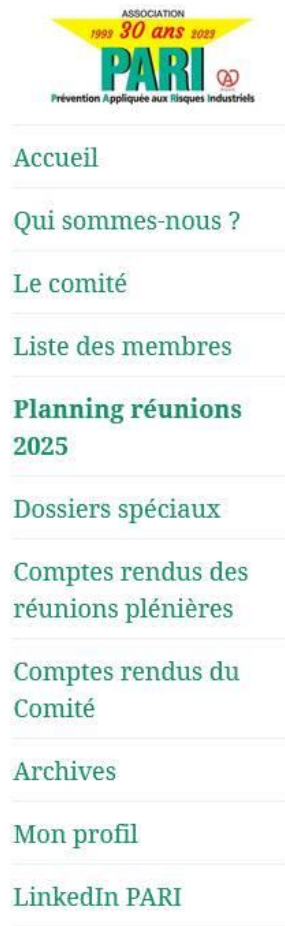 ASSOCIATION
1993 30 ans 2023
PARI
Prévention Appliquée aux Risques Industriels
Accueil
Qui sommes-nous ?
Le comité
Liste des membres
Planning réunions
2025
Dossiers spéciaux
Comptes rendus des
réunions plénières
Comptes rendus du
Comité
Archives
Mon profil
LinkedIn PARI